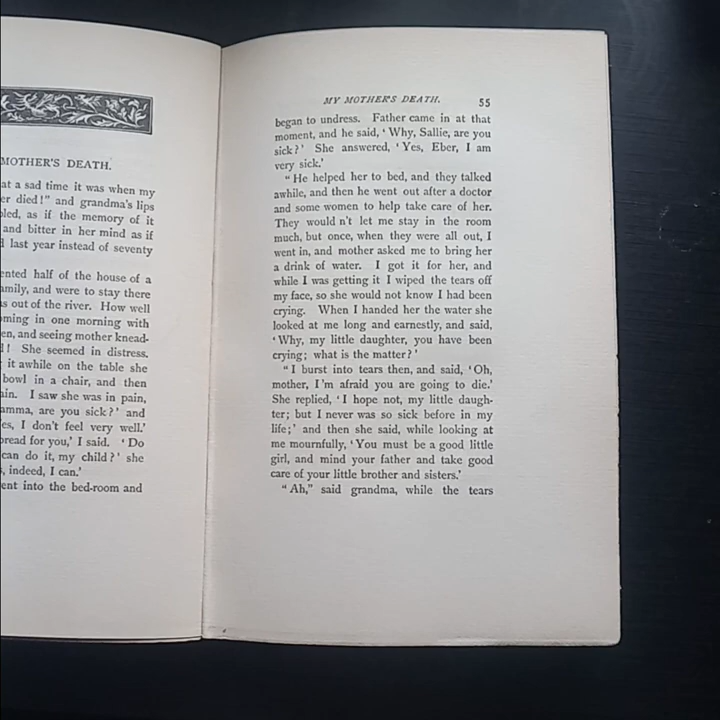 MOTHER'S DEATH.
at a sad time it was when my
er died!" and grandma's lips
bled, as if the memory of it
and bitter in her mind as if
d last year instead of seventy
ented half of the house of a
amily, and were to stay there
s out of the river. How well
ming in one morning with
en, and seeing mother knead-
d! She seemed in distress.
it awhile on the table she
bowl in a chair, and then
ain. I saw she was in pain,
amma, are you sick?' and
es, I don't feel very well.'
bread for you,' I said. 'Do
can do it, my child?' she
, indeed, I can.'
ent into the bed-room and
MY MOTHER'S DEATH. 55
began to undress. Father came in at that
moment, and he said, 'Why, Sallie, are you
sick?' She answered, 'Yes, Eber, I am
very sick.'
"He helped her to bed, and they talked
awhile, and then he went out after a doctor
and some women to help take care of her.
They would n't let me stay in the room
much, but once, when they were all out, I
went in, and mother asked me to bring her
a drink of water. I got it for her, and
while I was getting it I wiped the tears off
my face, so she would not know I had been
crying. When I handed her the water she
looked at me long and earnestly, and said,
'Why, my little daughter, you have been
crying; what is the matter?'
"I burst into tears then, and said, 'Oh,
mother, I'm afraid you are going to die.'
She replied, 'I hope not, my little daugh-
ter; but I never was so sick before in my
life;' and then she said, while looking at
me mournfully, 'You must be a good little
girl, and mind your father and take good
care of your little brother and sisters.'
"Ah," said grandma, while the tears